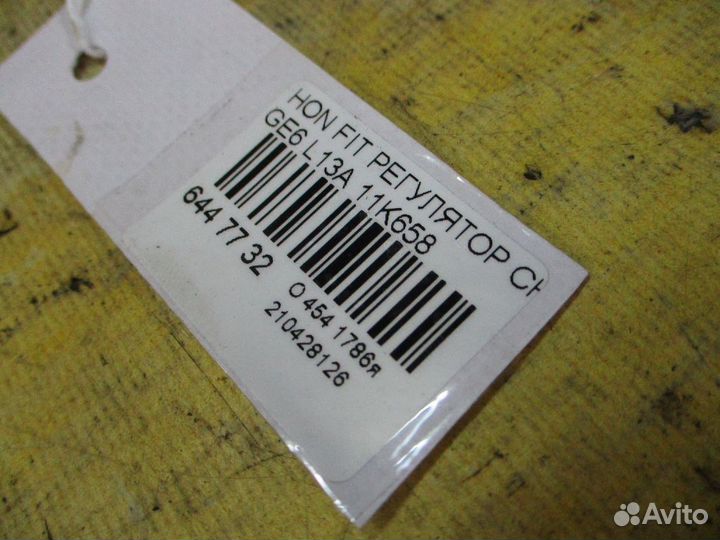 HON FIT РЕГУЛЯТОР СН
GE6 L13A 11K658
644 77 32
O 454 1786я
210428126
Avito